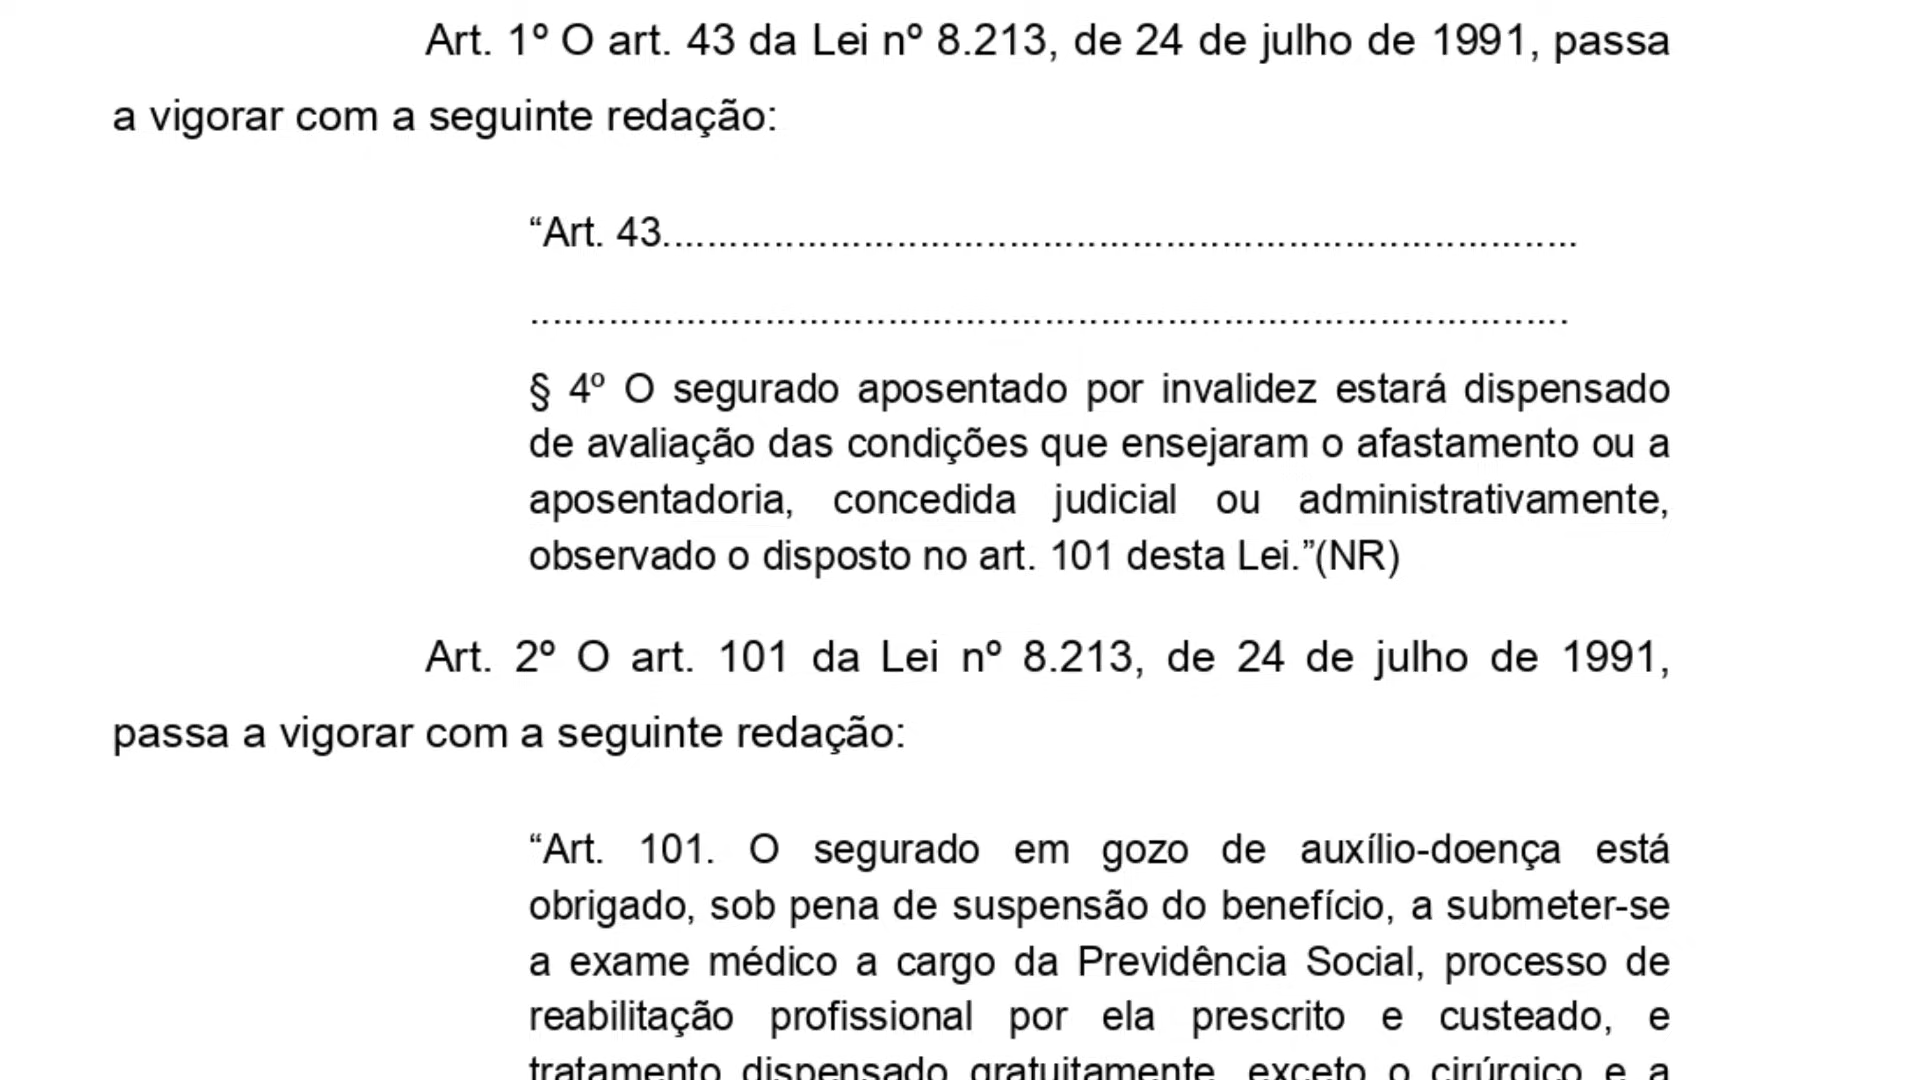 Art. 1º O art. 43 da Lei nº 8.213, de 24 de julho de 1991, passa
a vigorar com a seguinte redação:
“Art. 43....................................................................................
..............................................................................................
§ 4º O segurado aposentado por invalidez estará dispensado
de avaliação das condições que ensejaram o afastamento ou a
aposentadoria, concedida judicial ou administrativamente,
observado o disposto no art. 101 desta Lei.”(NR)
Art. 2º O art. 101 da Lei nº 8.213, de 24 de julho de 1991,
passa a vigorar com a seguinte redação:
“Art. 101. O segurado em gozo de auxílio-doença está
obrigado, sob pena de suspensão do benefício, a submeter-se
a exame médico a cargo da Previdência Social, processo de
reabilitação profissional por ela prescrito e custeado, e
tratamento dispensado gratuitamente, exceto o cirúrgico e a